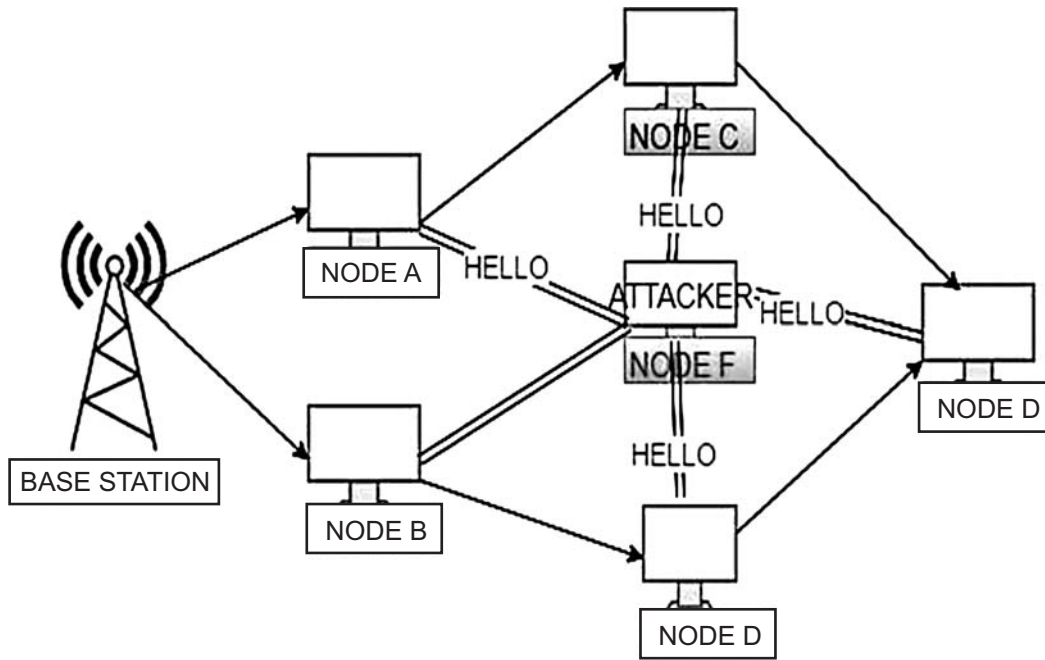 NODE C
HELLO
NODE A
HELLO
ATTACKER
HELLO
NODE F
NODE D
BASE STATION
HELLO
NODE B
NODE D